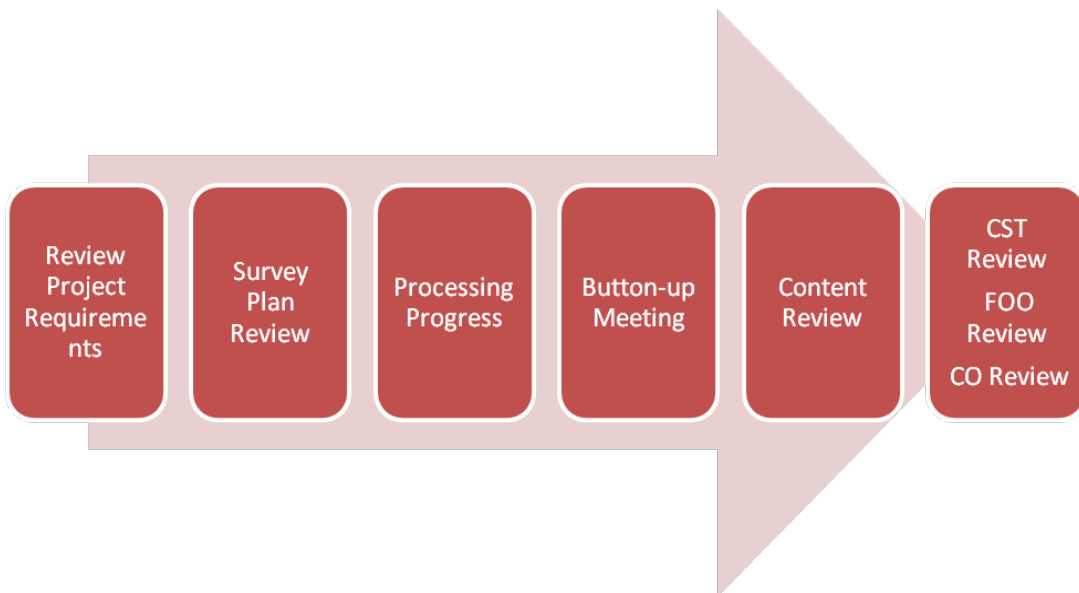 Review
Project
Requireme
nts
Survey
Plan
Review
Processing
Progress
Button-up
Meeting
Content
Review
CST
Review
FOO
Review
CO Review